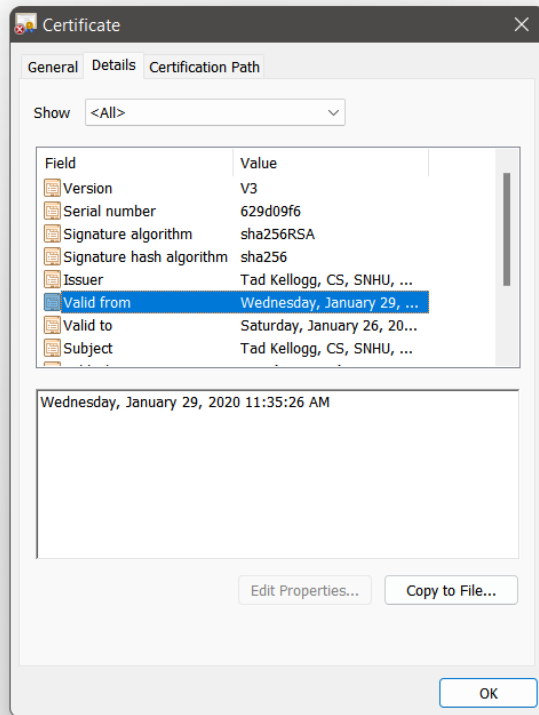 Certificate
General Details Certification Path
Show <All>
Field Value
Version V3
Serial number 629d09f6
Signature algorithm sha256RSA
Signature hash algorithm sha256
Issuer Tad Kellogg, CS, SNHU, ...
Valid from Wednesday, January 29, ...
Valid to Saturday, January 26, 20...
Subject Tad Kellogg, CS, SNHU, ...
Wednesday, January 29, 2020 11:35:26 AM
Edit Properties... Copy to File...
OK